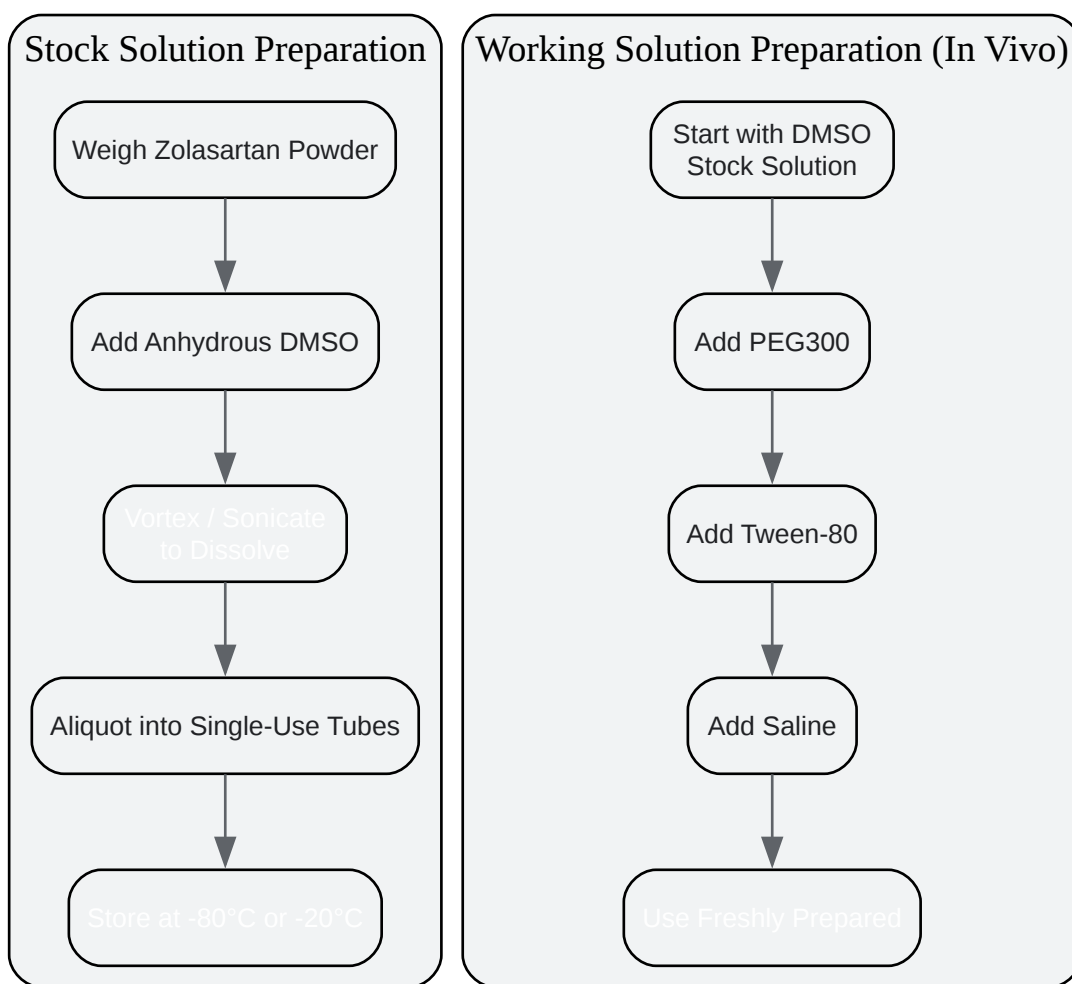 Stock Solution Preparation
Weigh Zolasartan Powder
Add Anhydrous DMSO
Vortex / Sonicate
to Dissolve
Aliquot into Single-Use Tubes
Store at -80°C or -20°C
Working Solution Preparation (In Vivo)
Start with DMSO
Stock Solution
Add PEG300
Add Tween-80
Add Saline
Use Freshly Prepared